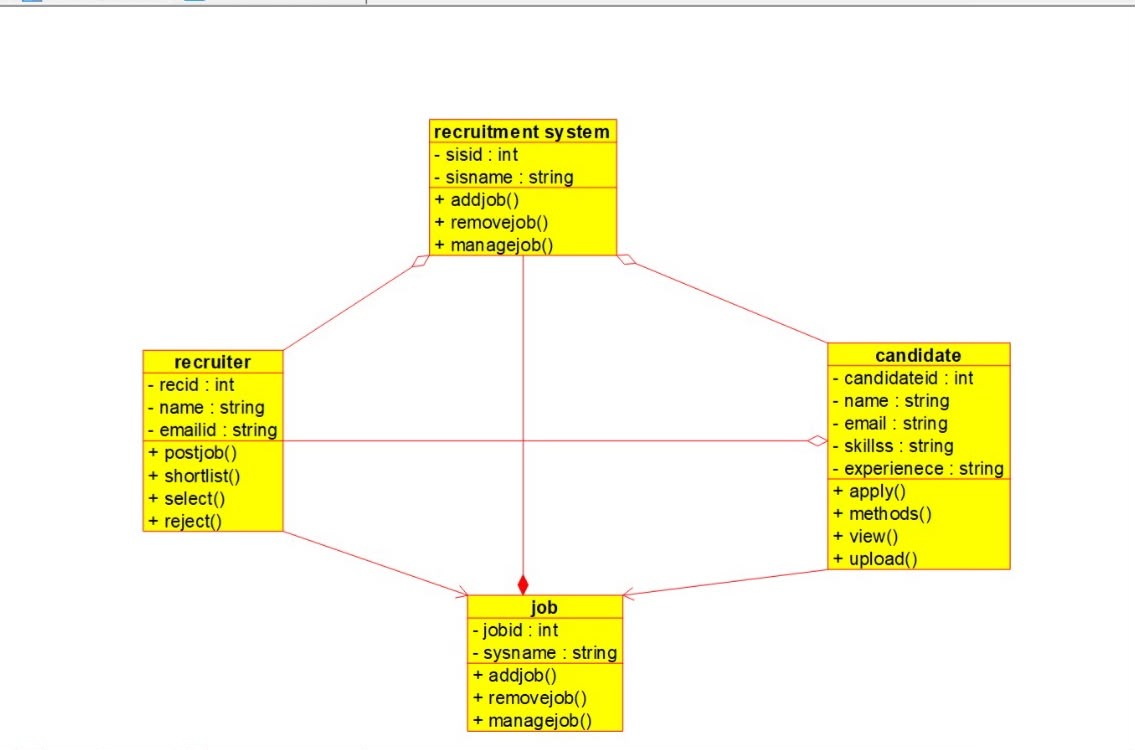 recruitment system
- sisid : int
- sisname : string
+ addjob()
+ removejob()
+ managejob()
recruiter
- recid : int
- name : string
- emailid : string
+ postjob()
+ shortlist()
+ select()
+ reject()
candidate
- candidateid : int
- name : string
- email : string
- skillss : string
- experienece : string
+ apply()
+ methods()
+ view()
+ upload()
job
- jobid : int
- sysname : string
+ addjob()
+ removejob()
+ managejob()